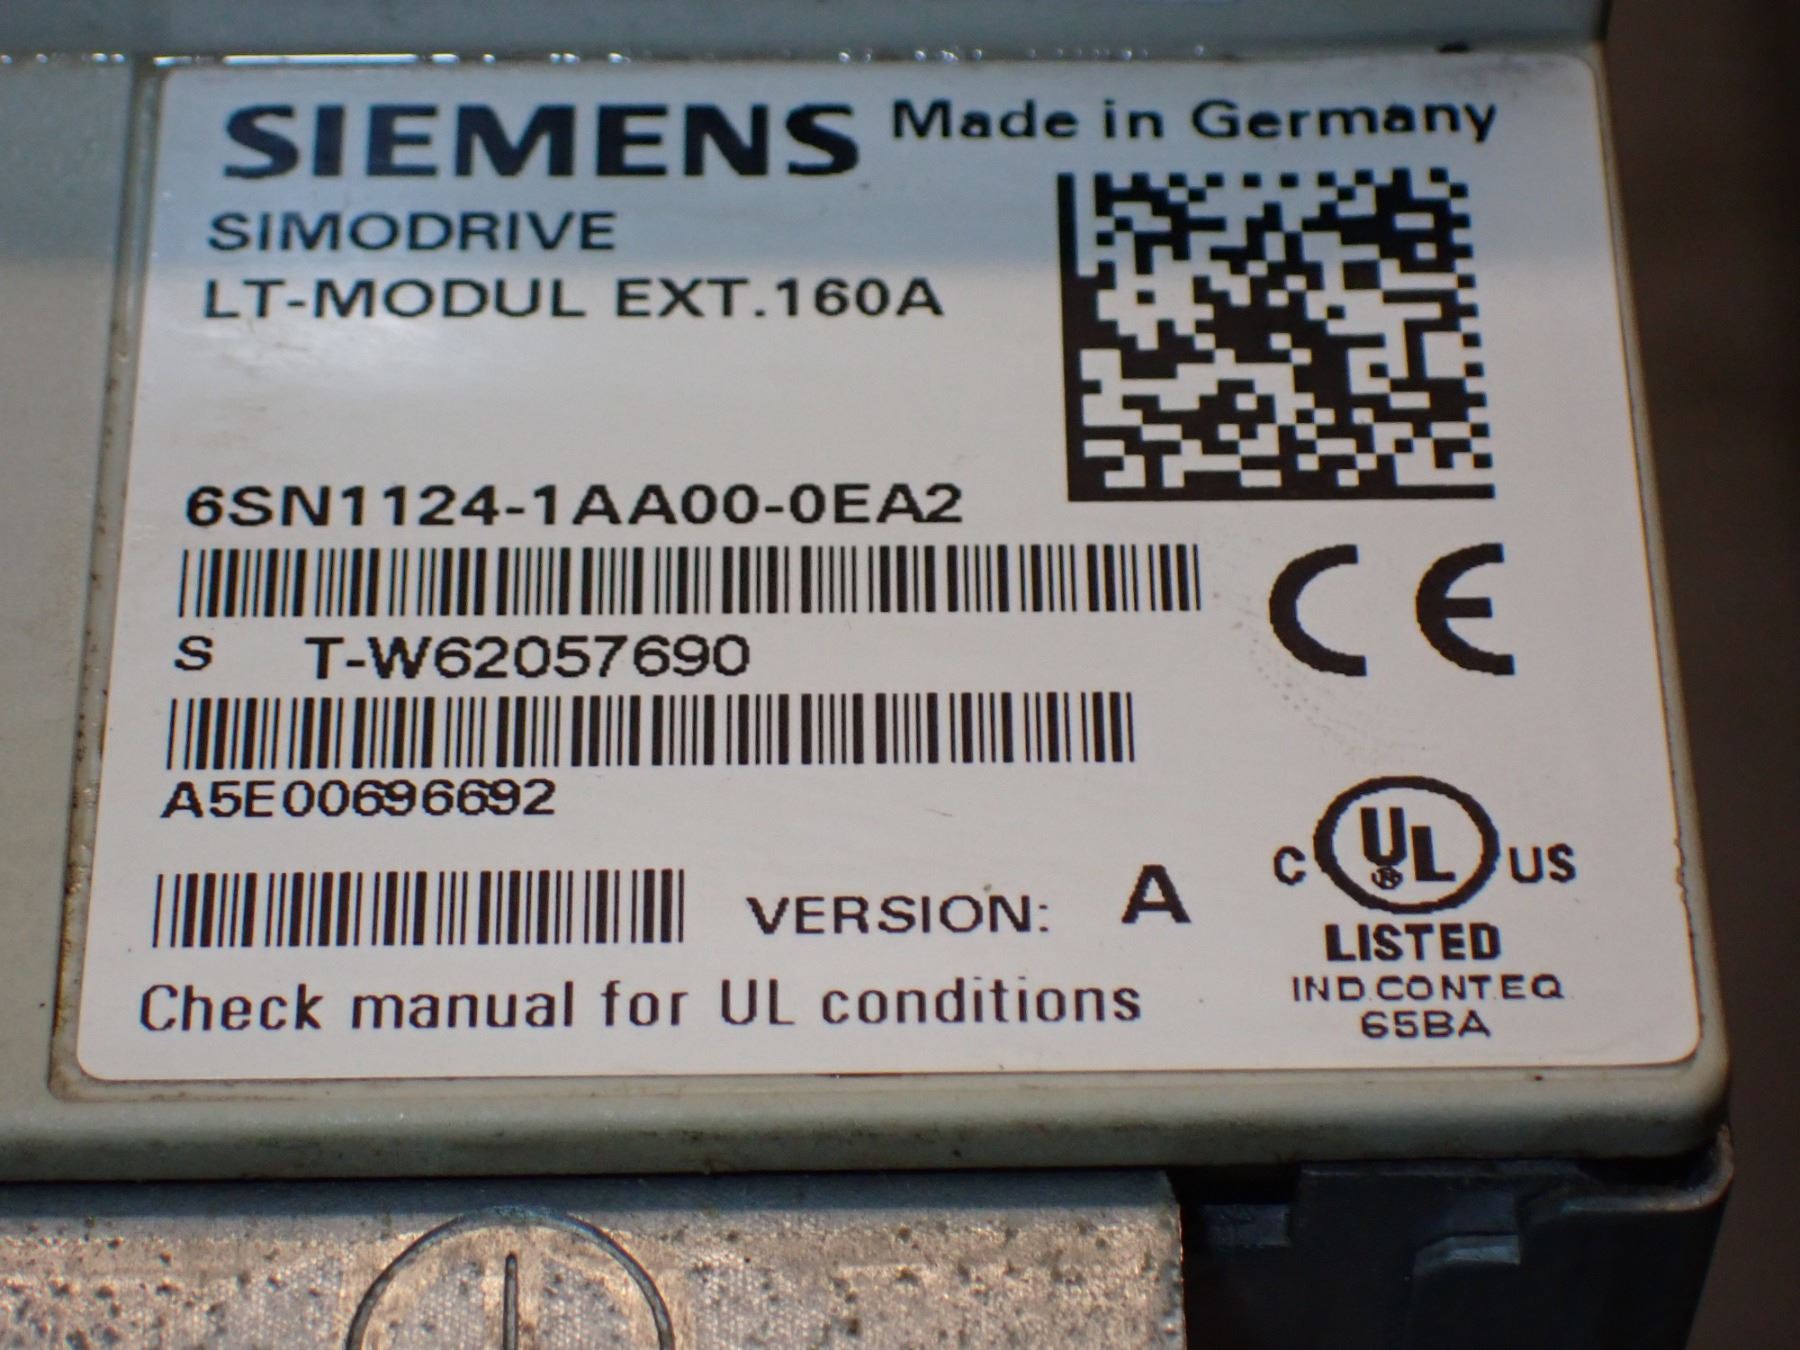 SIEMENS Made in Germany
SIMODRIVE
LT-MODUL EXT.160A
6SN1124-1AA00-0EA2
S T-W62057690
A5E00696692
VERSION: A
Check manual for UL conditions
CE
C UL® US
LISTED
IND.CONT.EQ
65BA